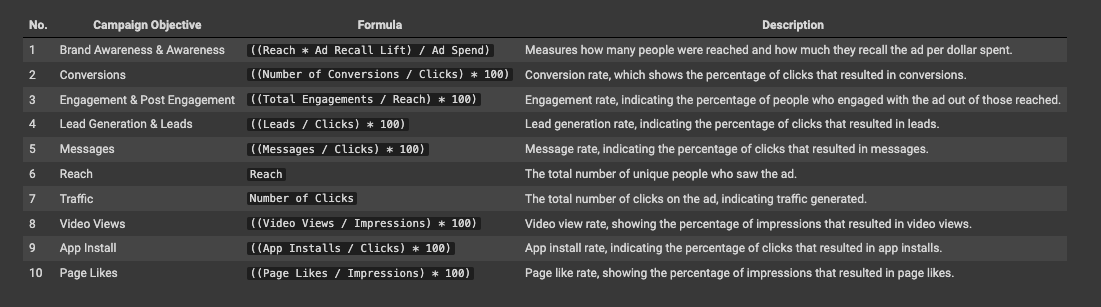 No. Campaign Objective Formula Description
1 Brand Awareness & Awareness ((Reach * Ad Recall Lift) / Ad Spend) Measures how many people were reached and how much they recall the ad per dollar spent.
2 Conversions ((Number of Conversions / Clicks) * 100) Conversion rate, which shows the percentage of clicks that resulted in conversions.
3 Engagement & Post Engagement ((Total Engagements / Reach) * 100) Engagement rate, indicating the percentage of people who engaged with the ad out of those reached.
4 Lead Generation & Leads ((Leads / Clicks) * 100) Lead generation rate, indicating the percentage of clicks that resulted in leads.
5 Messages ((Messages / Clicks) * 100) Message rate, indicating the percentage of clicks that resulted in messages.
6 Reach Reach The total number of unique people who saw the ad.
7 Traffic Number of Clicks The total number of clicks on the ad, indicating traffic generated.
8 Video Views ((Video Views / Impressions) * 100) Video view rate, showing the percentage of impressions that resulted in video views.
9 App Install ((App Installs / Clicks) * 100) App install rate, indicating the percentage of clicks that resulted in app installs.
10 Page Likes ((Page Likes / Impressions) * 100) Page like rate, showing the percentage of impressions that resulted in page likes.